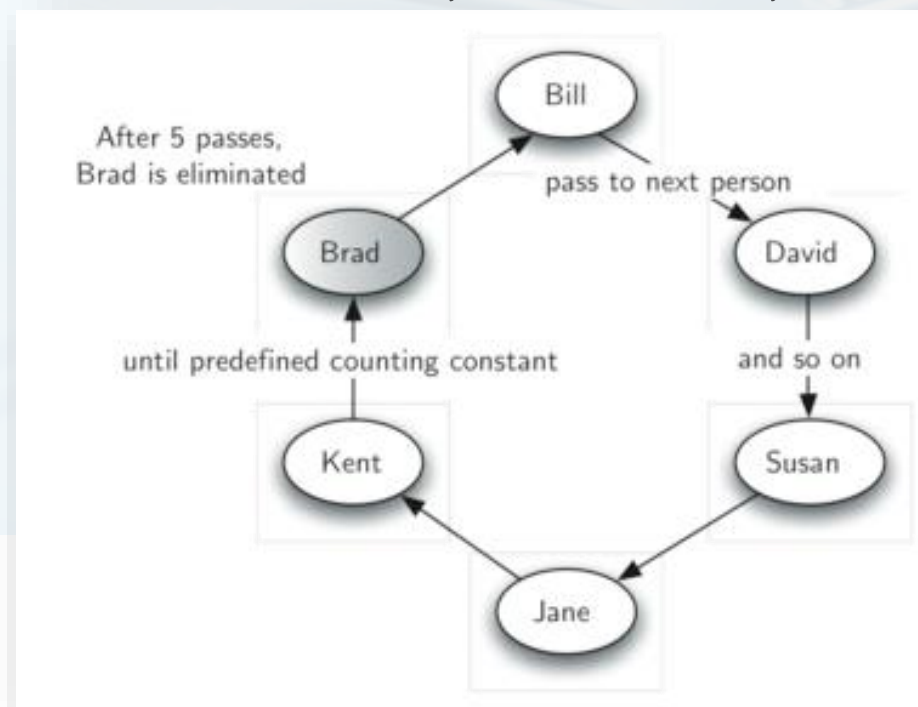 Bill
After 5 passes,
Brad is eliminated
pass to next person
Brad
David
until predefined counting constant
and so on
Kent
Susan
Jane